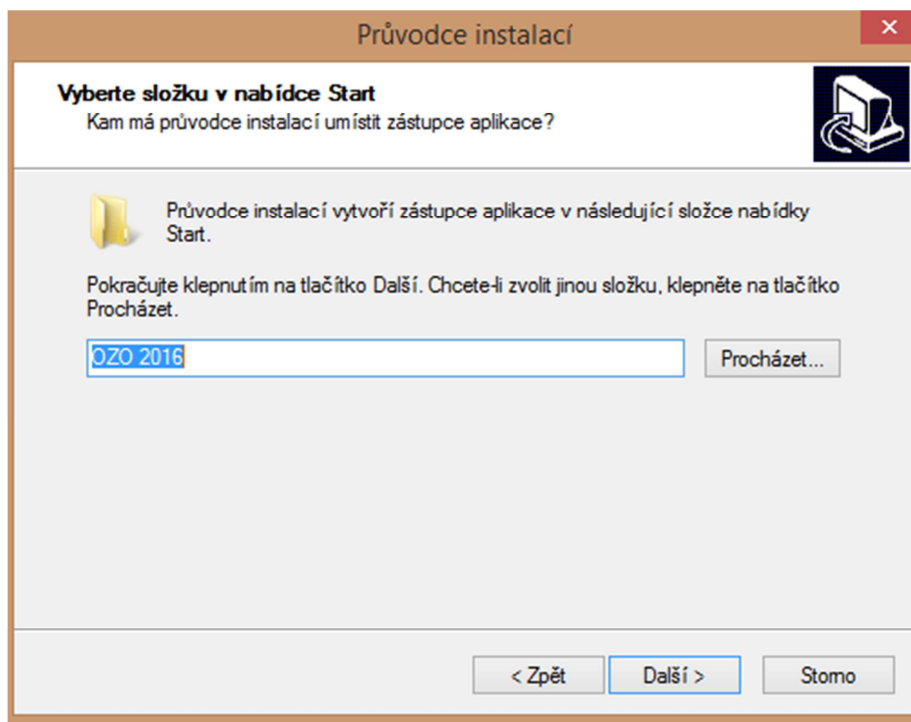 Průvodce instalací
Vyberte složku v nabídce Start
Kam má průvodce instalací umístit zástupce aplikace?
Průvodce instalací vytvoří zástupce aplikace v následující složce nabídky
Start.
Pokračujte klepnutím na tlačítko Další. Chcete-li zvolit jinou složku, klepněte na tlačítko
Procházet.
OZO 2016
Procházet...
< Zpět
Další >
Storno